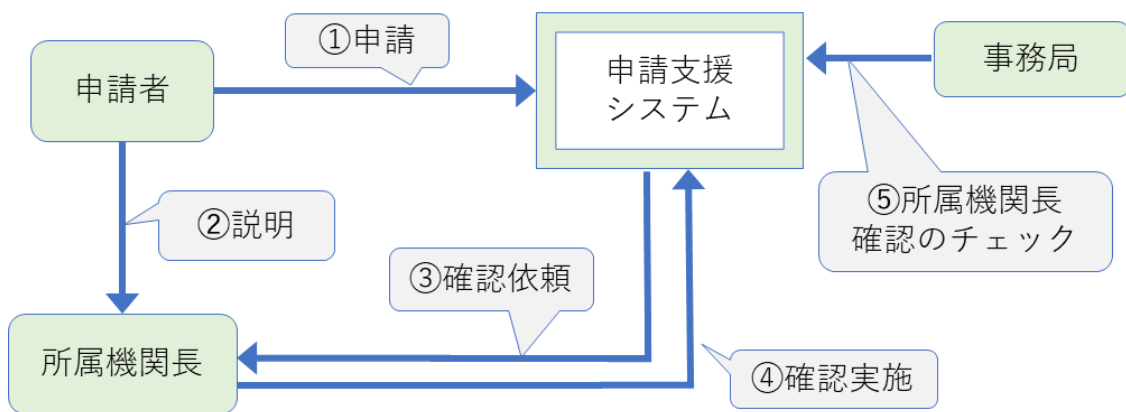 ①申請
申請者
申請支援
システム
事務局
②説明
⑤所属機関長
確認のチェック
③確認依頼
所属機関長
④確認実施